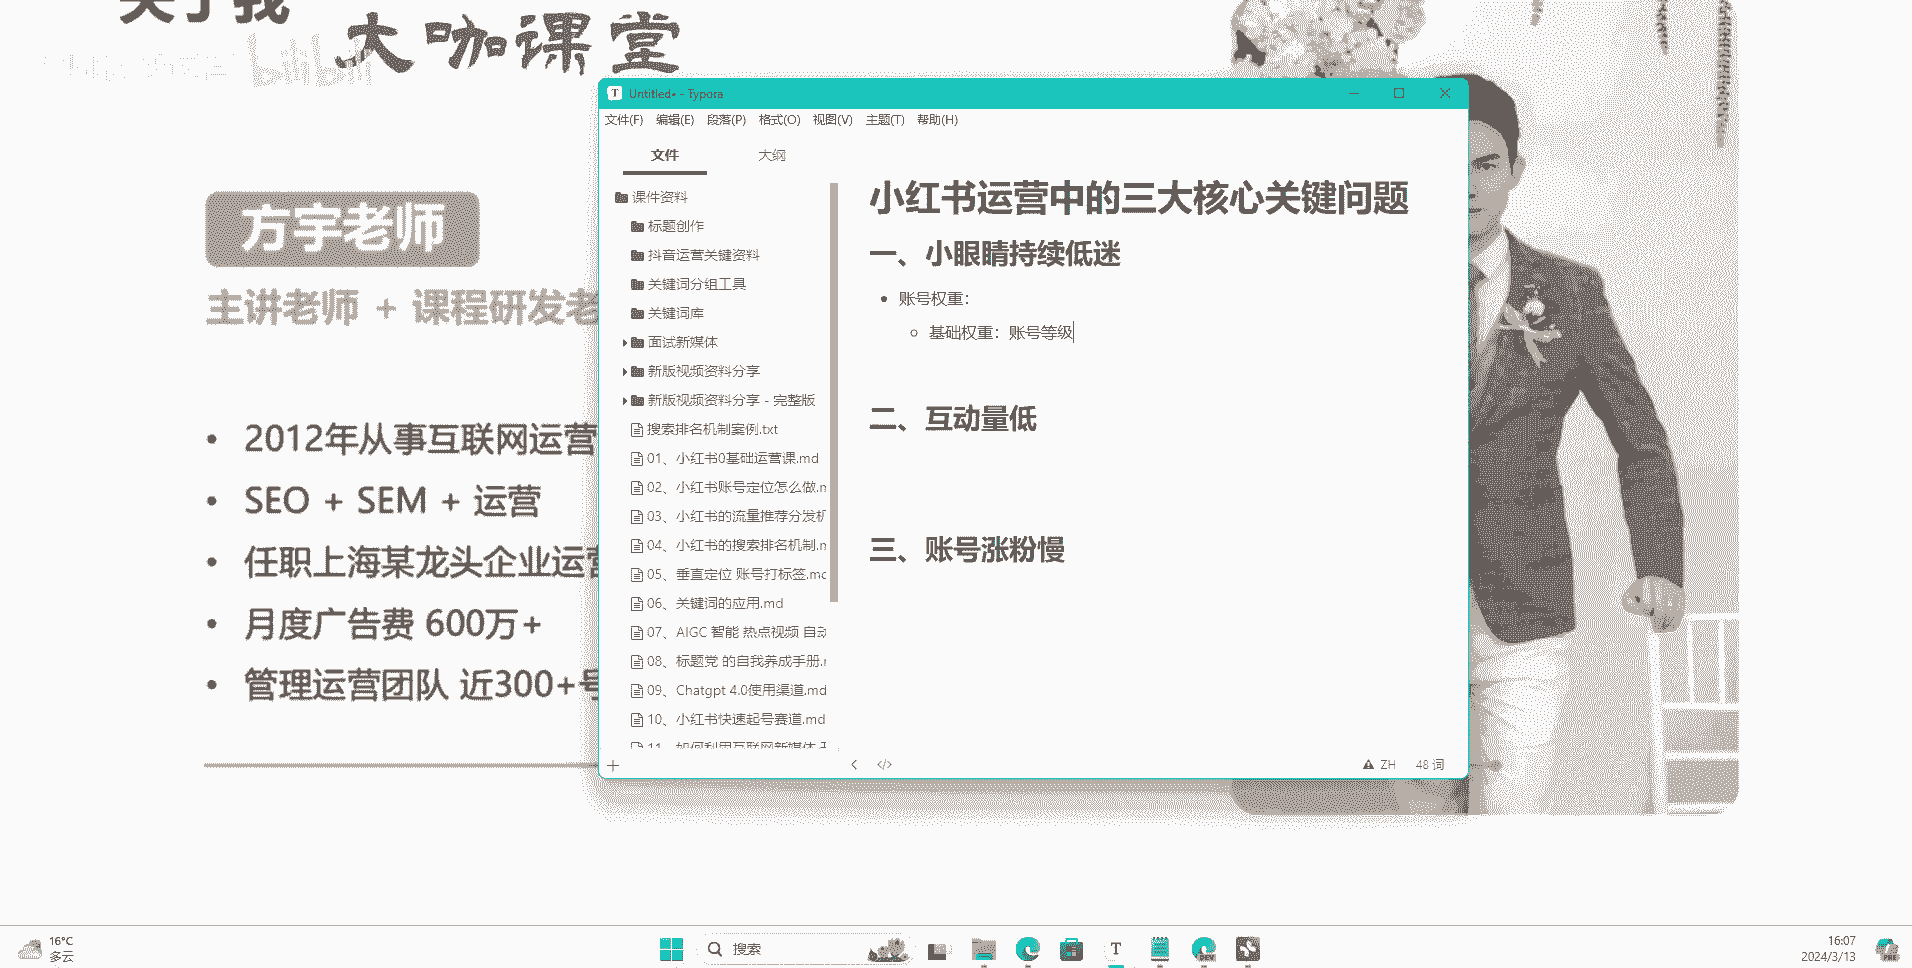 关于我
大咖课堂
bilibili
方宇老师
主讲老师 + 课程研发老
2012年从事互联网运营
SEO + SEM + 运营
任职上海某龙头企业运营
月度广告费 600万+
管理运营团队 近300+号
Untitled• - Typora
文件(F) 编辑(E) 段落(P) 格式(O) 视图(V) 主题(T) 帮助(H)
文件 大纲
课件资料
标题创作
抖音运营关键资料
关键词分组工具
关键词库
面试新媒体
新版视频资料分享
新版视频资料分享 - 完整版
搜索排名机制案例.txt
01、小红书0基础运营课.md
02、小红书账号定位怎么做.m
03、小红书的流量推荐分发机
04、小红书的搜索排名机制.m
05、垂直定位 账号打标签.mc
06、关键词的应用.md
07、AIGC 智能 热点视频 自动
08、标题党 的自我养成手册.r
09、Chatgpt 4.0使用渠道.md
10、小红书快速起号赛道.md
11、如何利用互联网新媒体
小红书运营中的三大核心关键问题
一、小眼睛持续低迷
账号权重：
基础权重：账号等级
二、互动量低
三、账号涨粉慢
ZH 48 词
16°C
多云
搜索
16:07
2024/3/13